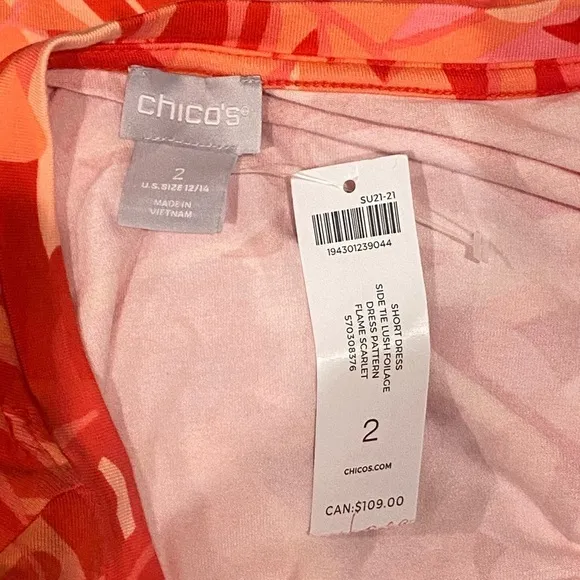 chico's®
2
U.S. SIZE 12/14
MADE IN
VIETNAM
SU21-21
194301239044
SHORT DRESS
SIDE TIE LUSH FOILAGE
DRESS PATTERN
FLAME SCARLET
570308376
2
CHICOS.COM
CAN:$109.00